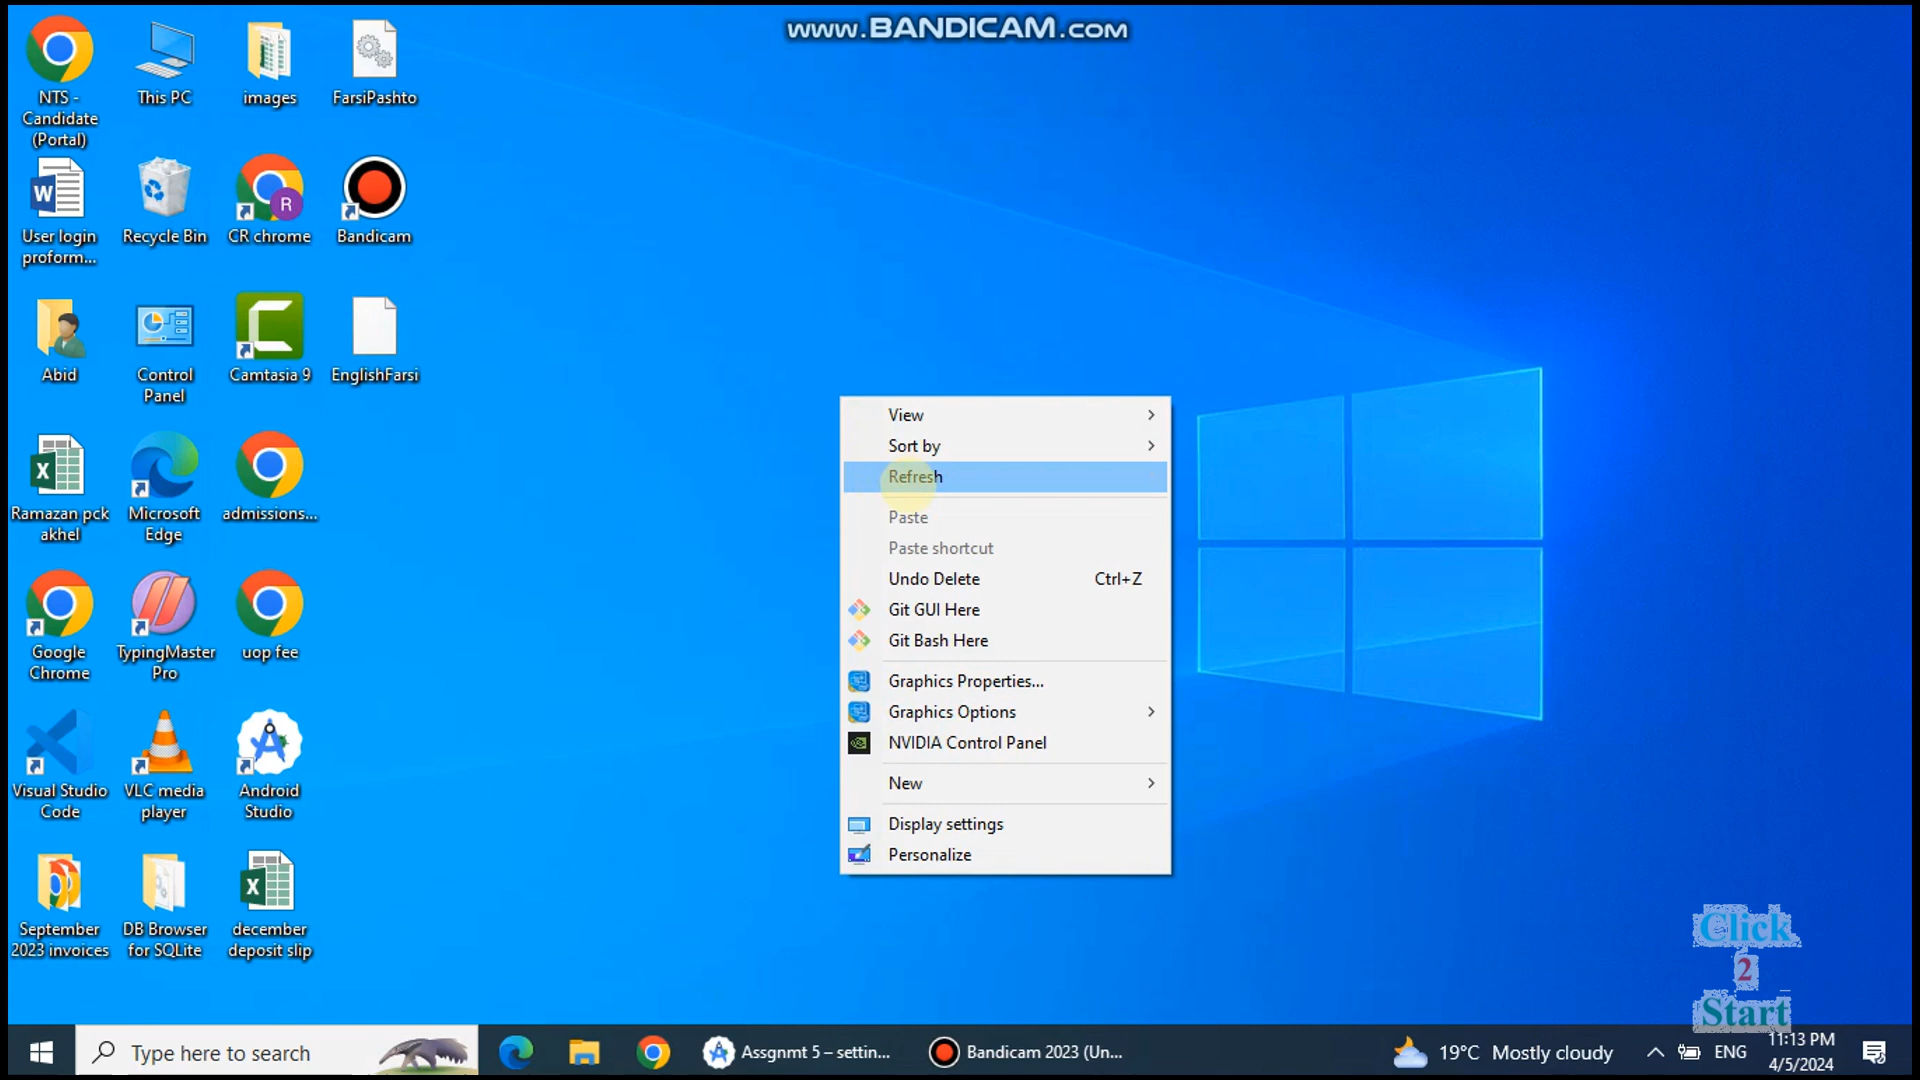 www.BANDICAM.com
NTS -
Candidate
(Portal)
This PC
images
FarsiPashto
User login
proform...
Recycle Bin
R
CR chrome
Bandicam
Abid
Control
Panel
Camtasia 9
EnglishFarsi
Ramazan pck
akhel
Microsoft
Edge
admissions...
Google
Chrome
TypingMaster
Pro
uop fee
Visual Studio
Code
VLC media
player
Android
Studio
September
2023 invoices
DB Browser
for SQLite
december
deposit slip
View
Sort by
Refresh
Paste
Paste shortcut
Undo Delete Ctrl+Z
Git GUI Here
Git Bash Here
Graphics Properties...
Graphics Options
NVIDIA Control Panel
New
Display settings
Personalize
Click
2
Start
Type here to search
Assgnmt 5 – settin...
Bandicam 2023 (Un...
19°C Mostly cloudy
ENG
11:13 PM
4/5/2024